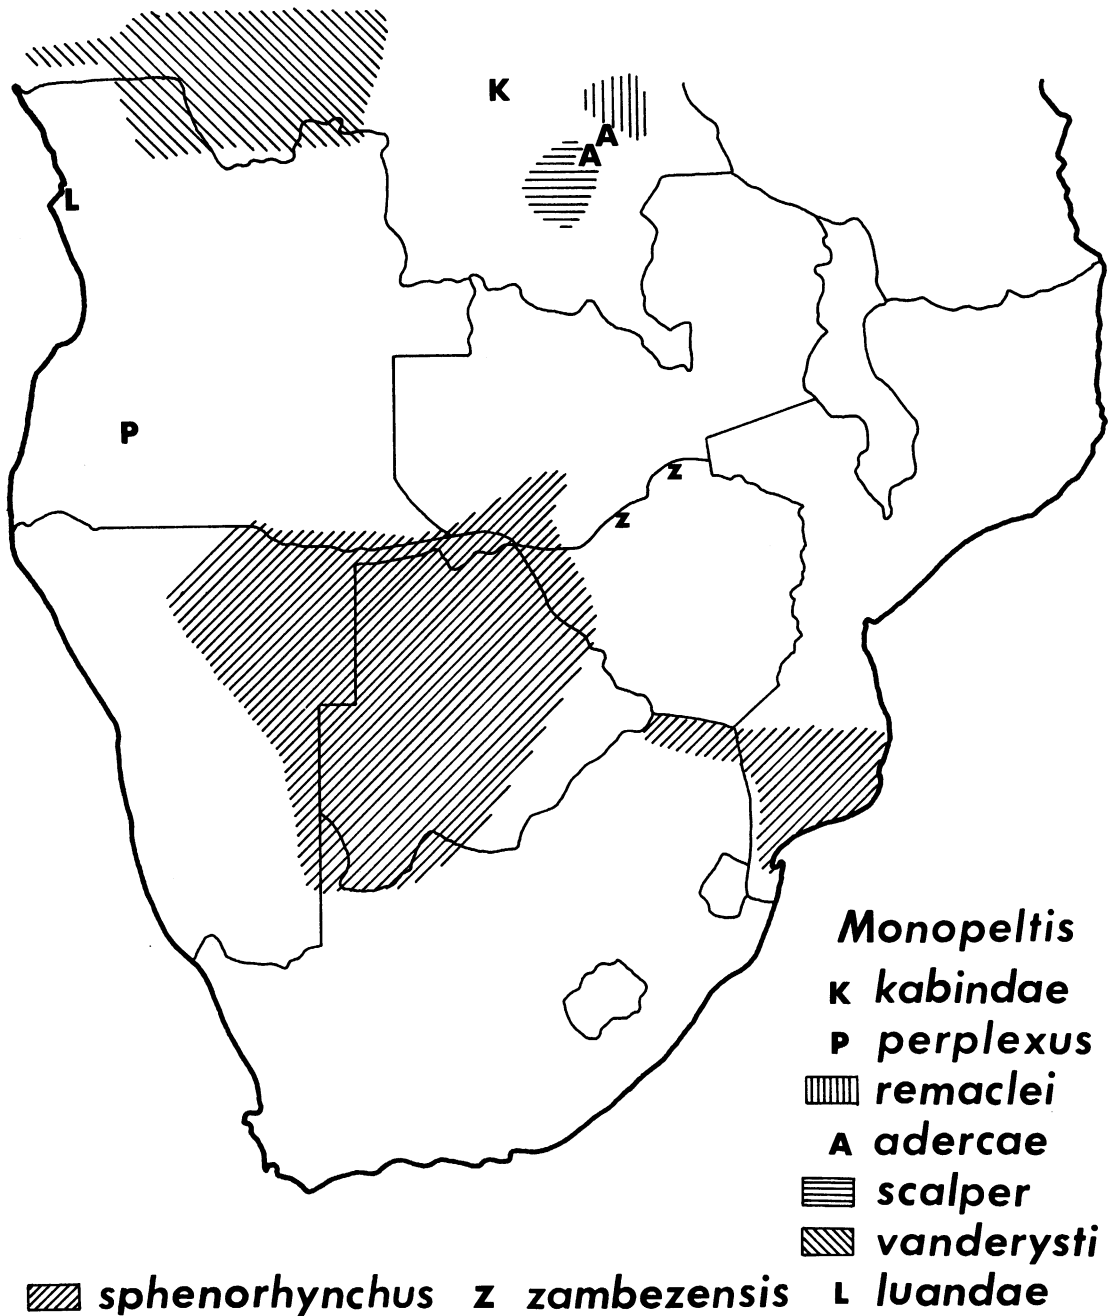 K
A
A
L
P
Z
Z
Monopeltis
K kabindae
P perplexus
remaclei
A adercae
scalper
vanderysti
sphenorhynchus Z zambezensis L luandae